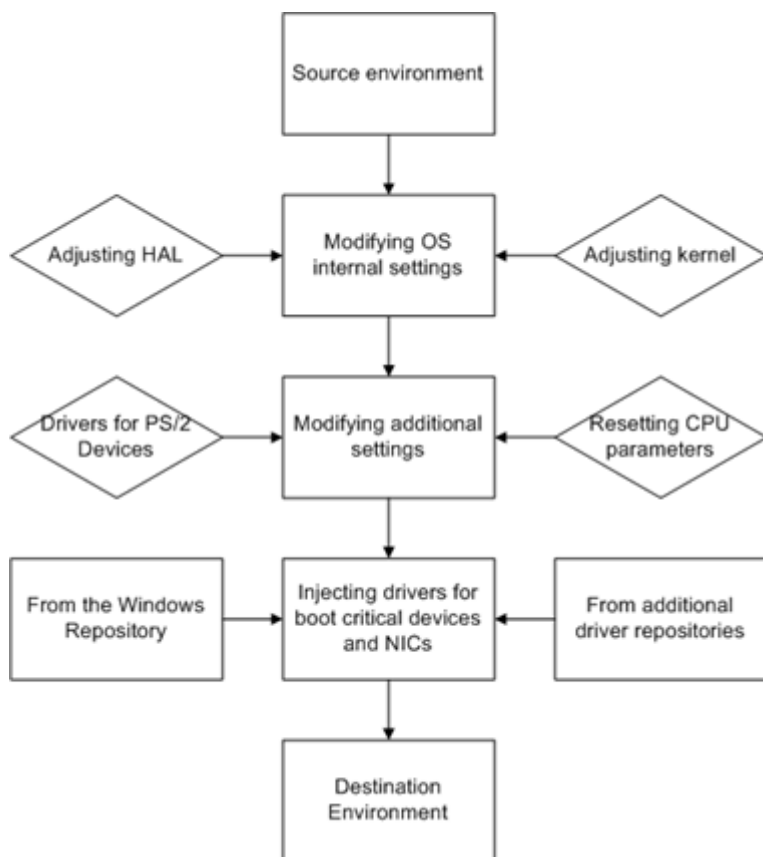 Source environment
Adjusting HAL
Modifying OS
internal settings
Adjusting kernel
Drivers for PS/2
Devices
Modifying additional
settings
Resetting CPU
parameters
From the Windows
Repository
Injecting drivers for
boot critical devices
and NICs
From additional
driver repositories
Destination
Environment